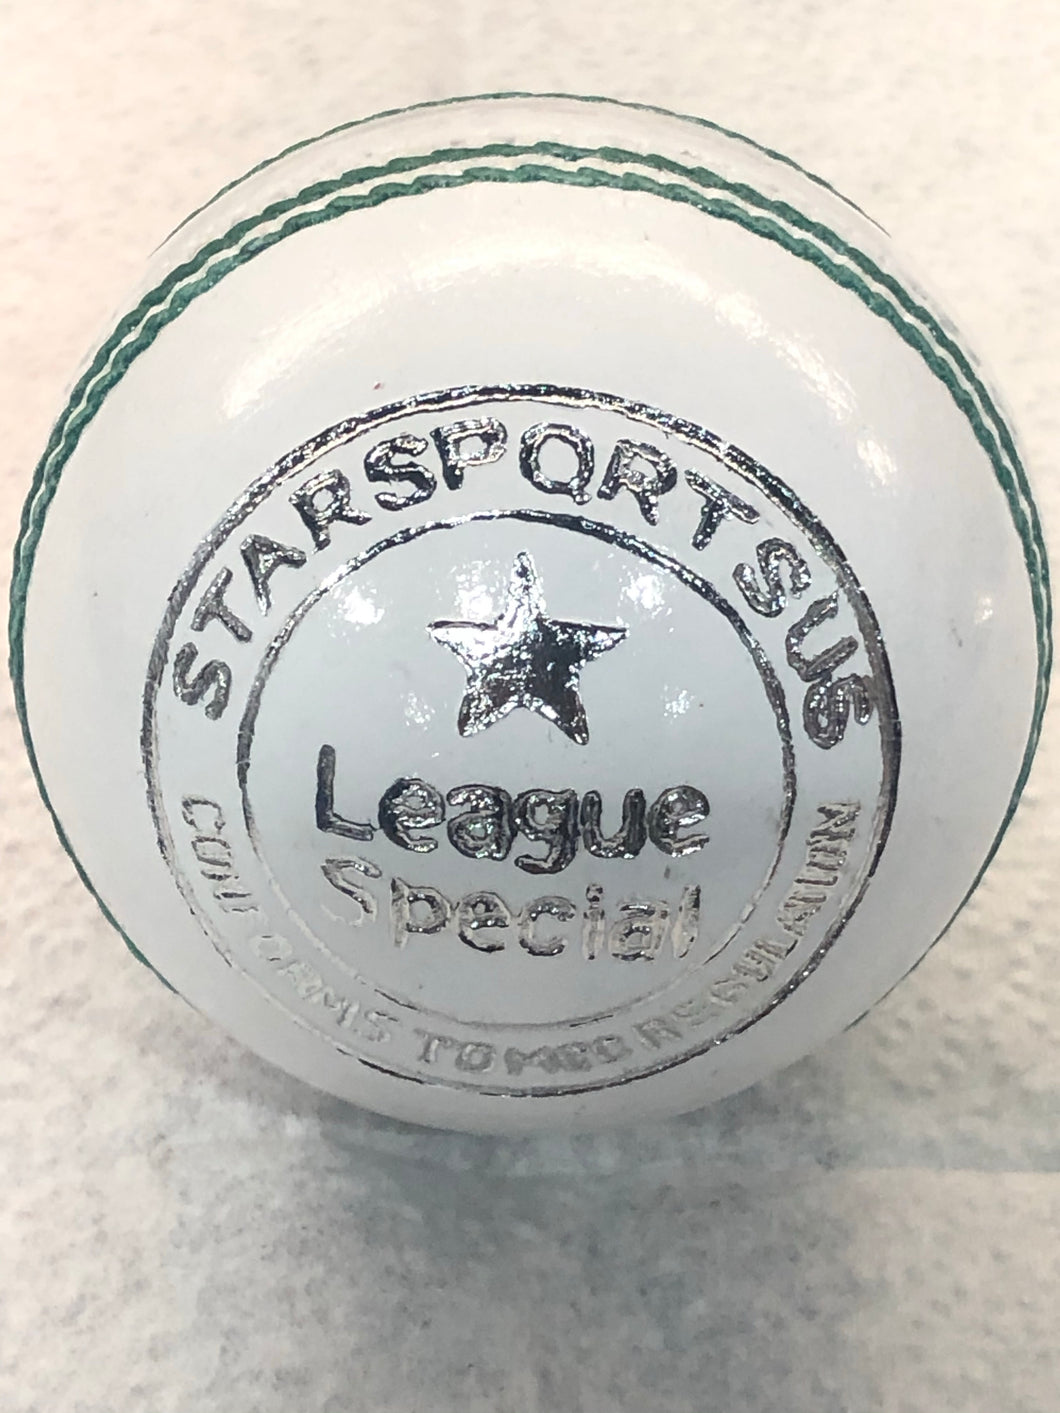 STARSPORTSUS
League
Special
CONFORMS TO MCC REGULATION